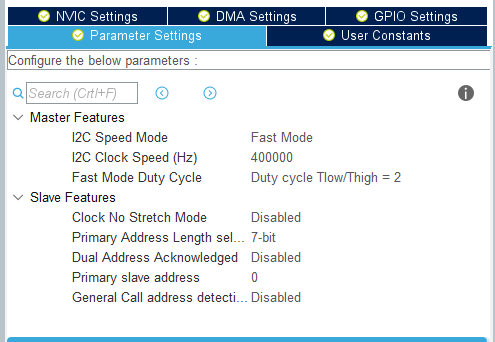 NVIC Settings DMA Settings GPIO Settings
Parameter Settings User Constants
Configure the below parameters :
Search (Crtl+F)
Master Features
I2C Speed Mode Fast Mode
I2C Clock Speed (Hz) 400000
Fast Mode Duty Cycle Duty cycle Tlow/Thigh = 2
Slave Features
Clock No Stretch Mode Disabled
Primary Address Length sel... 7-bit
Dual Address Acknowledged Disabled
Primary slave address 0
General Call address detecti... Disabled